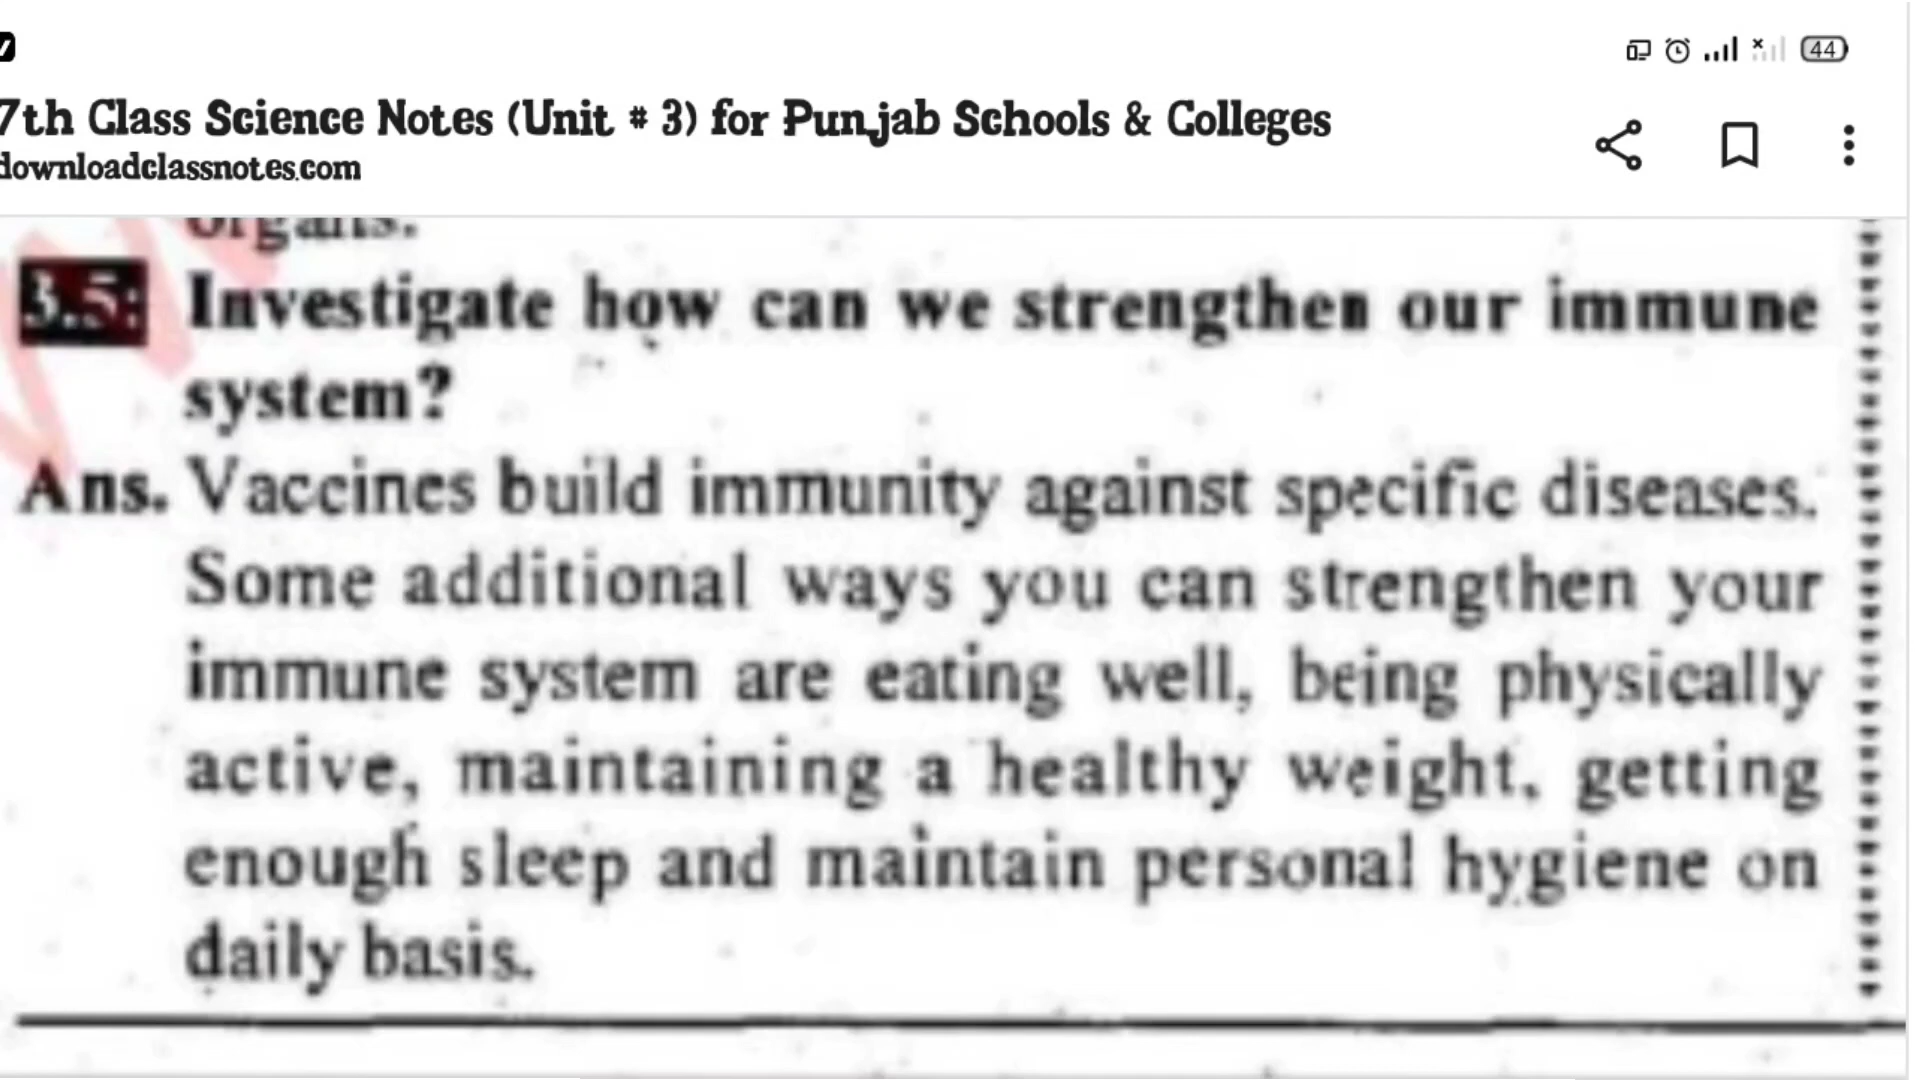 44
7th Class Science Notes (Unit # 3) for Punjab Schools & Colleges
downloadclassnotes.com
organs.
3.5: Investigate how can we strengthen our immune
system?
Ans. Vaccines build immunity against specific diseases.
Some additional ways you can strengthen your
immune system are eating well, being physically
active, maintaining a healthy weight, getting
enough sleep and maintain personal hygiene on
daily basis.